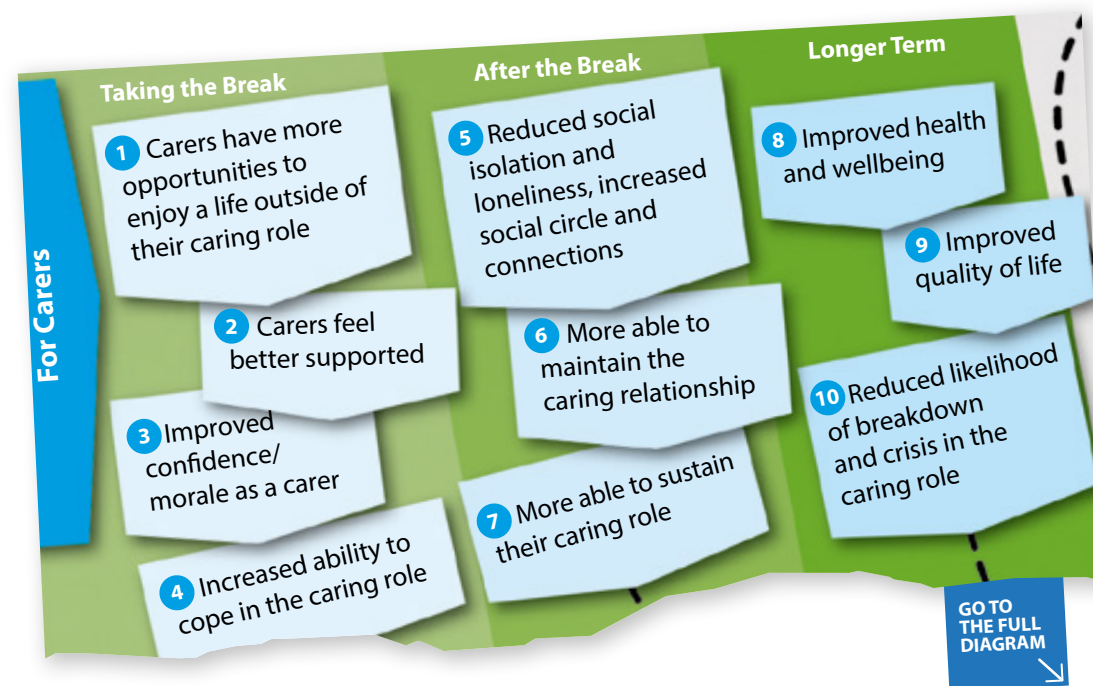 For Carers
Taking the Break
1 Carers have more
opportunities to
enjoy a life outside of
their caring role
2 Carers feel
better supported
3 Improved
confidence/
morale as a carer
4 Increased ability to
cope in the caring role
After the Break
5 Reduced social
isolation and
loneliness, increased
social circle and
connections
6 More able to
maintain the
caring relationship
7 More able to sustain
their caring role
Longer Term
8 Improved health
and wellbeing
9 Improved
quality of life
10 Reduced likelihood
of breakdown
and crisis in the
caring role
GO TO
THE FULL
DIAGRAM